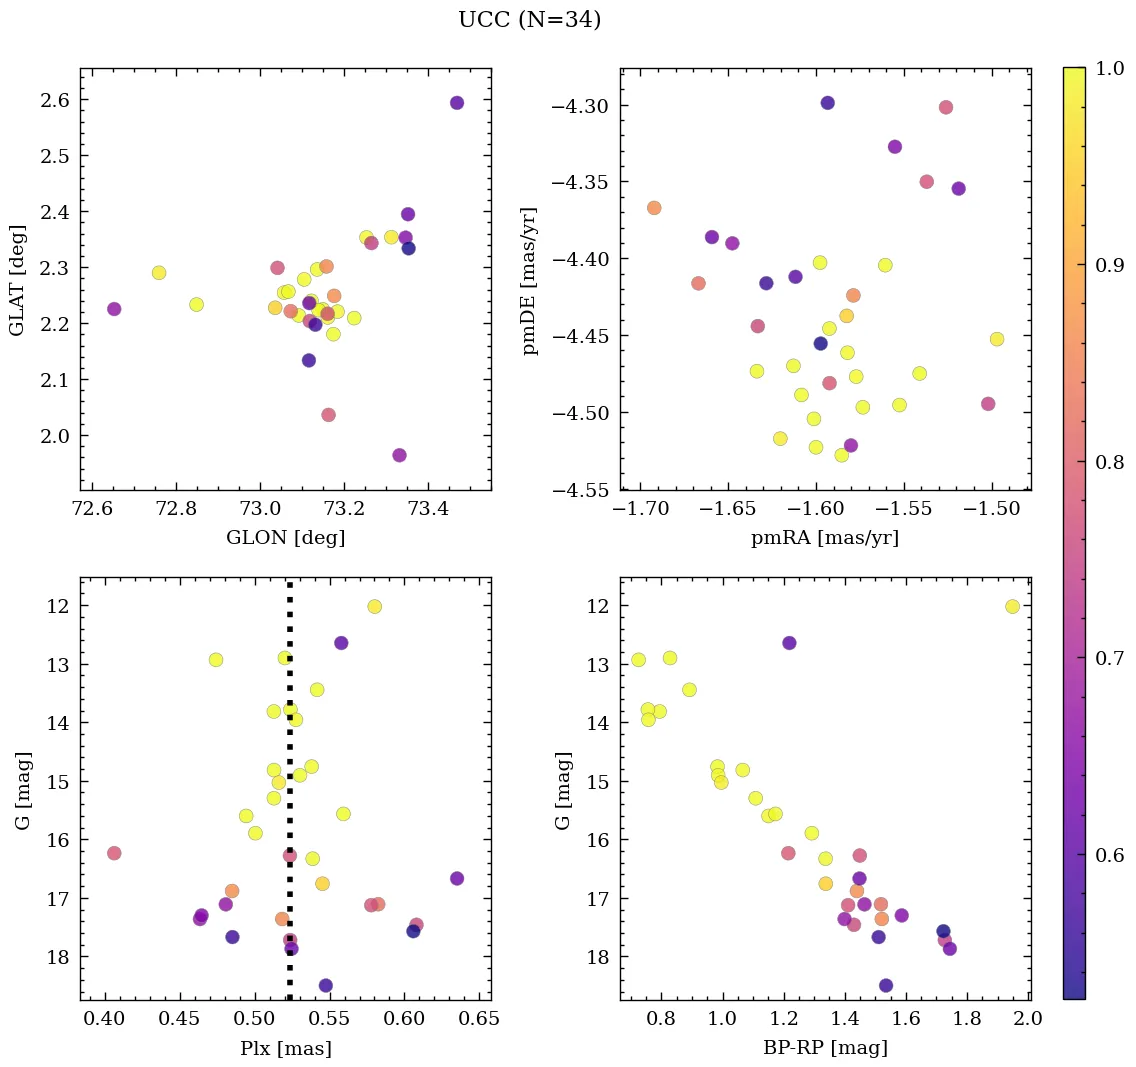 UCC (N=34)
2.6
2.5
2.4
2.3
2.2
2.1
2.0
GLAT [deg]
72.6 72.8 73.0 73.2 73.4
GLON [deg]
−4.30
−4.35
−4.40
−4.45
−4.50
−4.55
pmDE [mas/yr]
−1.70 −1.65 −1.60 −1.55 −1.50
pmRA [mas/yr]
1.0
0.9
0.8
0.7
0.6
12
13
14
15
16
17
18
G [mag]
0.40 0.45 0.50 0.55 0.60 0.65
Plx [mas]
12
13
14
15
16
17
18
G [mag]
0.8 1.0 1.2 1.4 1.6 1.8 2.0
BP-RP [mag]